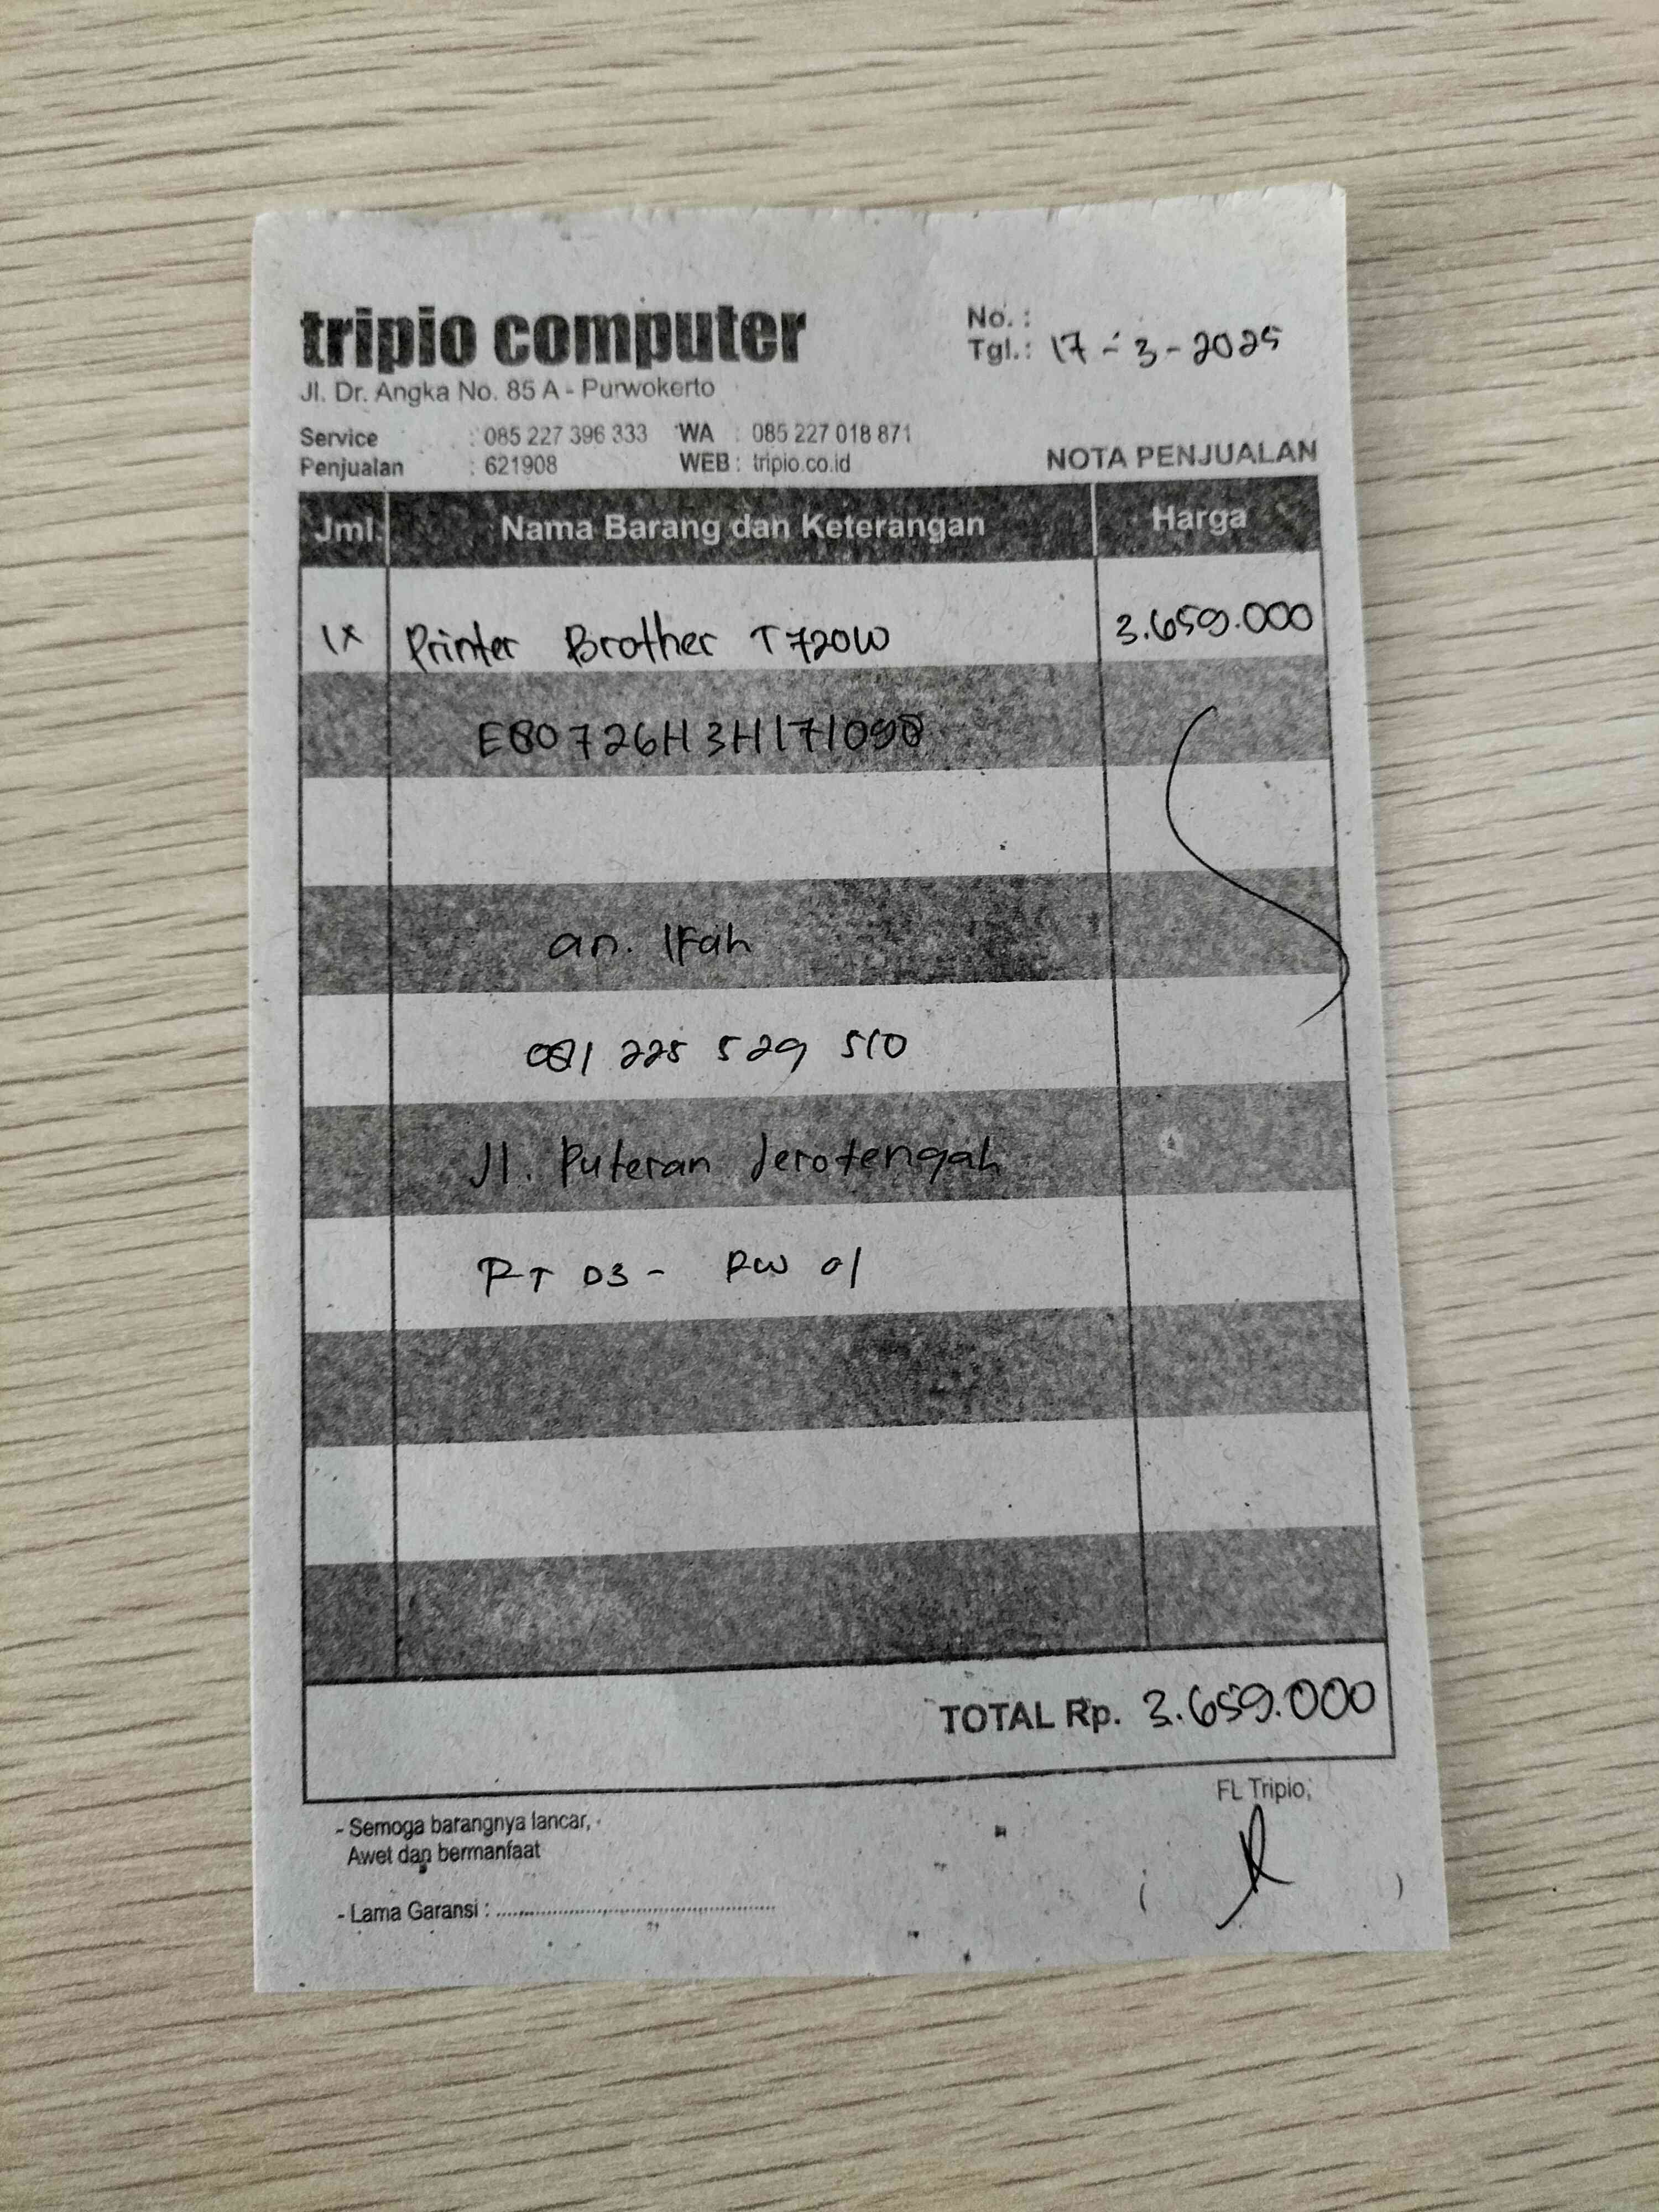 tripio computer
No. :
Tgl.: 17 - 3 - 2025
Jl. Dr. Angka No. 85 A - Purwokerto
Service : 085 227 396 333 WA : 085 227 018 871
Penjualan : 621908 WEB : tripio.co.id
NOTA PENJUALAN
Jml. Nama Barang dan Keterangan Harga
1x Printer Brother T720W 3.659.000
E80726H3H171098
an. Ifah
081 225 529 510
Jl. Puteran Jerotengah
RT 03 - RW 01
TOTAL Rp. 3.659.000
FL Tripio,
- Semoga barangnya lancar,
Awet dan bermanfaat
- Lama Garansi : ................................................
( )